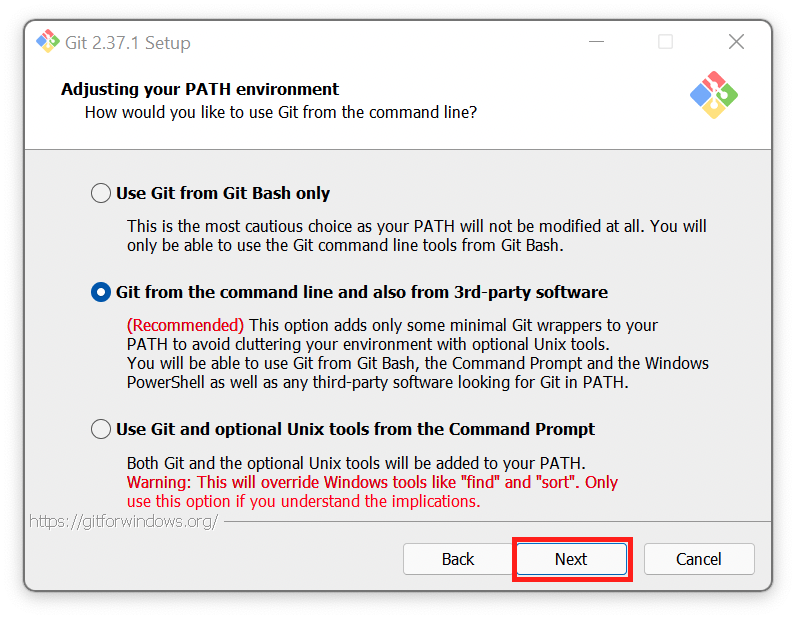 Git 2.37.1 Setup
Adjusting your PATH environment
How would you like to use Git from the command line?
Use Git from Git Bash only
This is the most cautious choice as your PATH will not be modified at all. You will
only be able to use the Git command line tools from Git Bash.
Git from the command line and also from 3rd-party software
(Recommended) This option adds only some minimal Git wrappers to your
PATH to avoid cluttering your environment with optional Unix tools.
You will be able to use Git from Git Bash, the Command Prompt and the Windows
PowerShell as well as any third-party software looking for Git in PATH.
Use Git and optional Unix tools from the Command Prompt
Both Git and the optional Unix tools will be added to your PATH.
Warning: This will override Windows tools like "find" and "sort". Only
use this option if you understand the implications.
https://gitforwindows.org/
Back
Next
Cancel